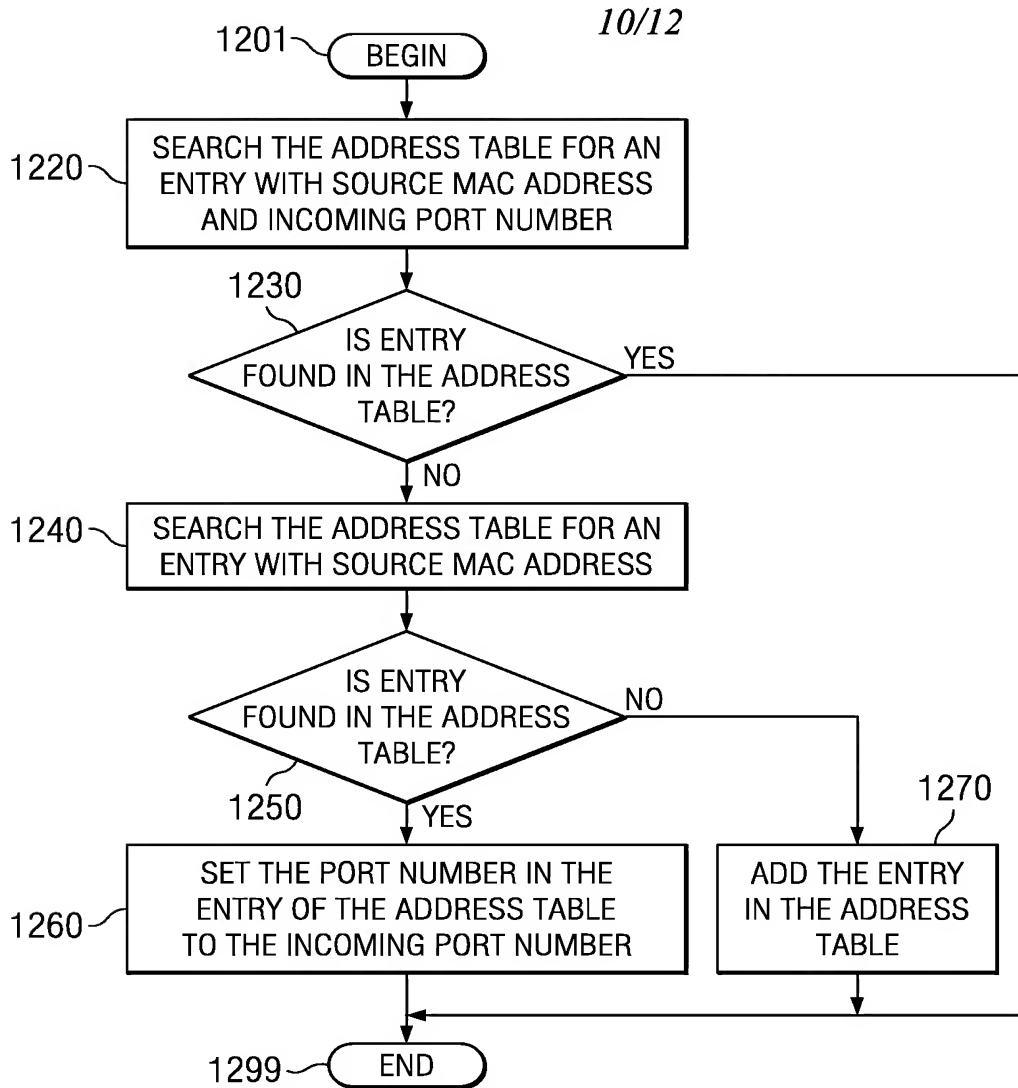 10/12
1201
BEGIN
1220
SEARCH THE ADDRESS TABLE FOR AN
ENTRY WITH SOURCE MAC ADDRESS
AND INCOMING PORT NUMBER
1230
IS ENTRY
FOUND IN THE ADDRESS
TABLE?
YES
NO
1240
SEARCH THE ADDRESS TABLE FOR AN
ENTRY WITH SOURCE MAC ADDRESS
IS ENTRY
FOUND IN THE ADDRESS
TABLE?
NO
1250
YES
1270
1260
SET THE PORT NUMBER IN THE
ENTRY OF THE ADDRESS TABLE
TO THE INCOMING PORT NUMBER
ADD THE ENTRY
IN THE ADDRESS
TABLE
1299
END